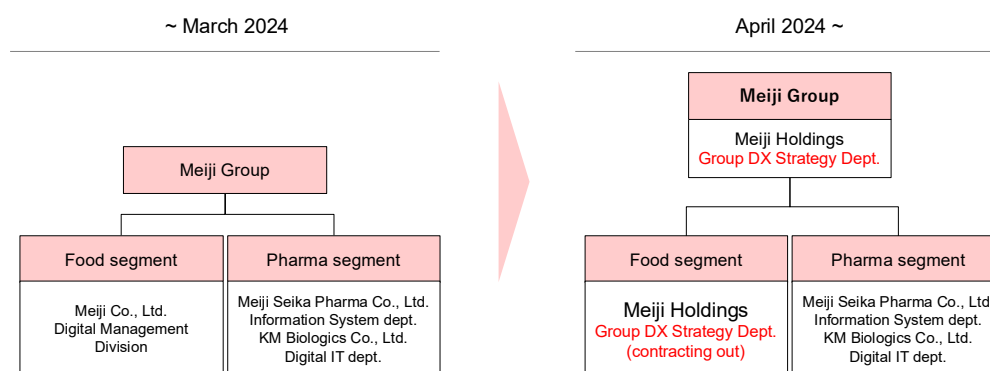 ~ March 2024
Meiji Group
Food segment
Meiji Co., Ltd.
Digital Management
Division
Pharma segment
Meiji Seika Pharma Co., Ltd.
Information System dept.
KM Biologics Co., Ltd.
Digital IT dept.
April 2024 ~
Meiji Group
Meiji Holdings
Group DX Strategy Dept.
Food segment
Meiji Holdings
Group DX Strategy Dept.
(contracting out)
Pharma segment
Meiji Seika Pharma Co., Ltd
Information System dept.
KM Biologics Co., Ltd.
Digital IT dept.